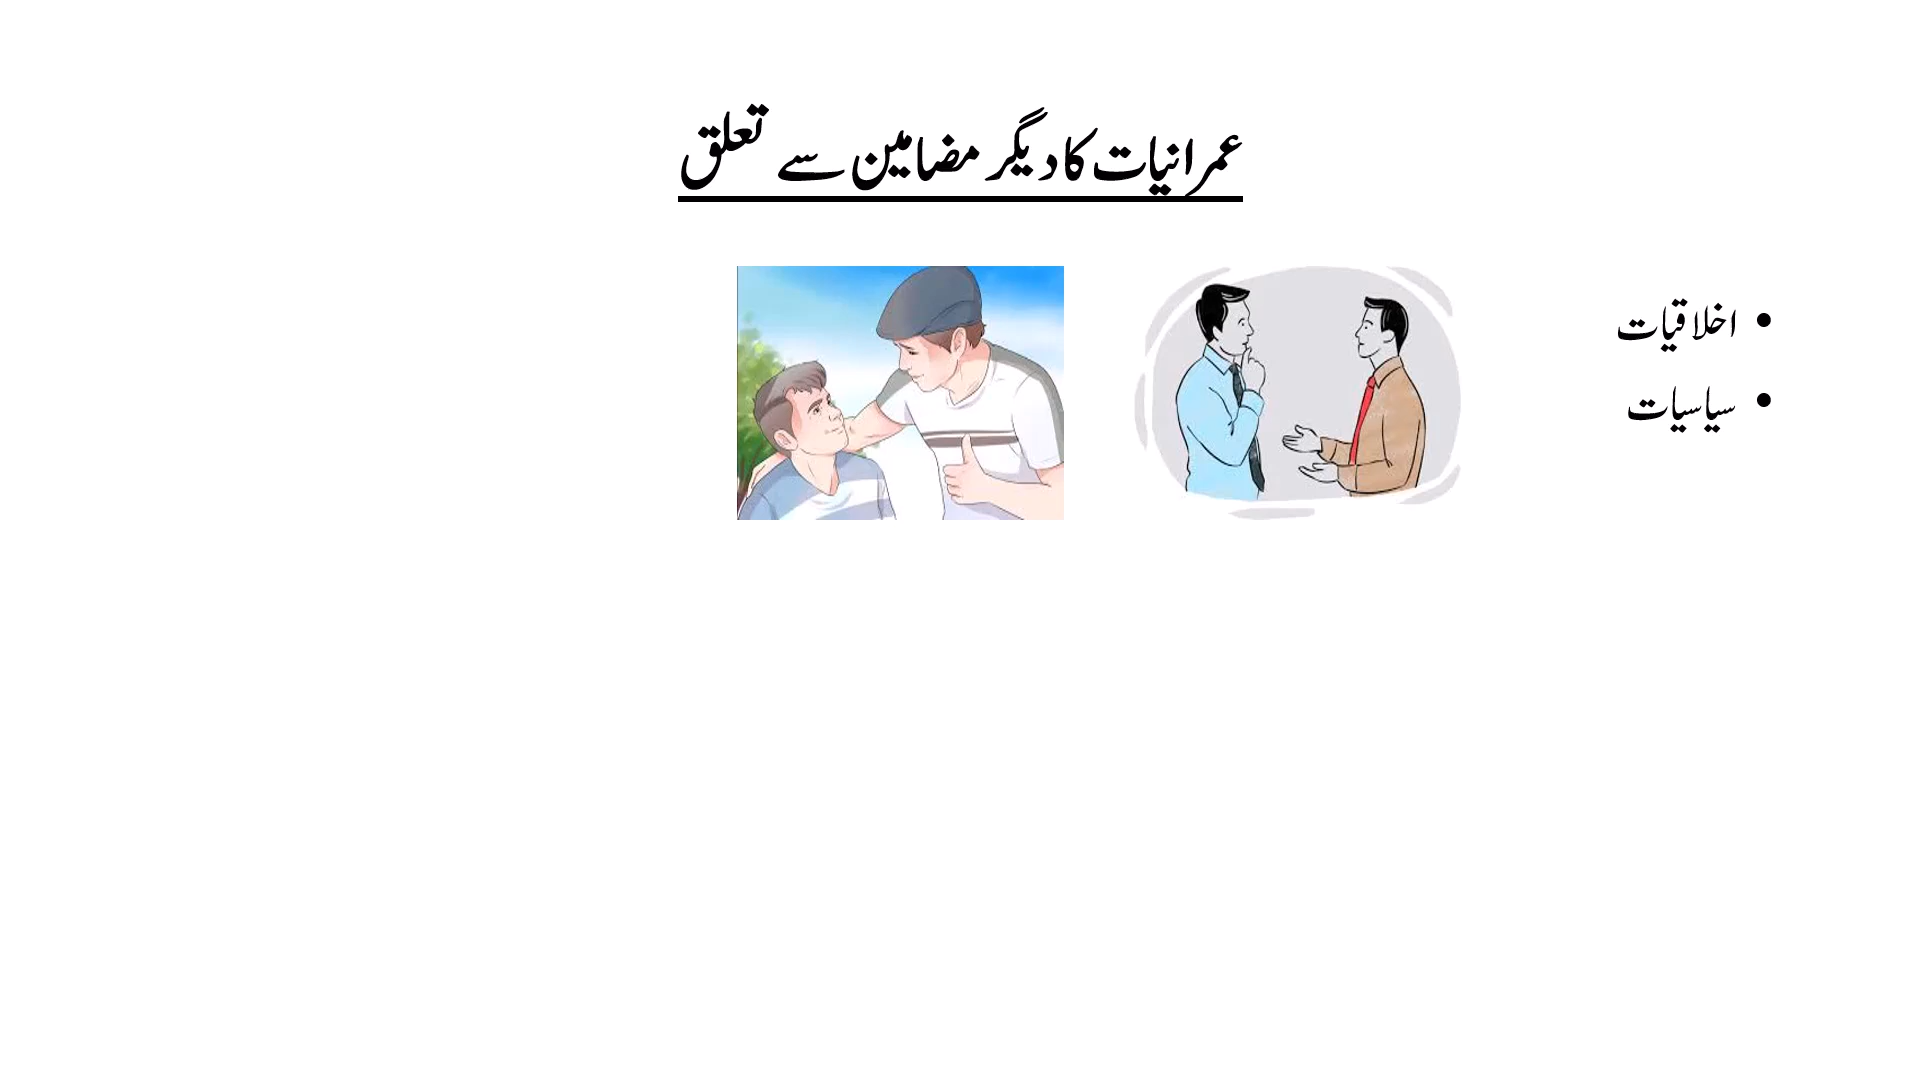 عمرانیات کا دیگر مضامین سے تعلق
• اخلاقیات
• سیاسیات